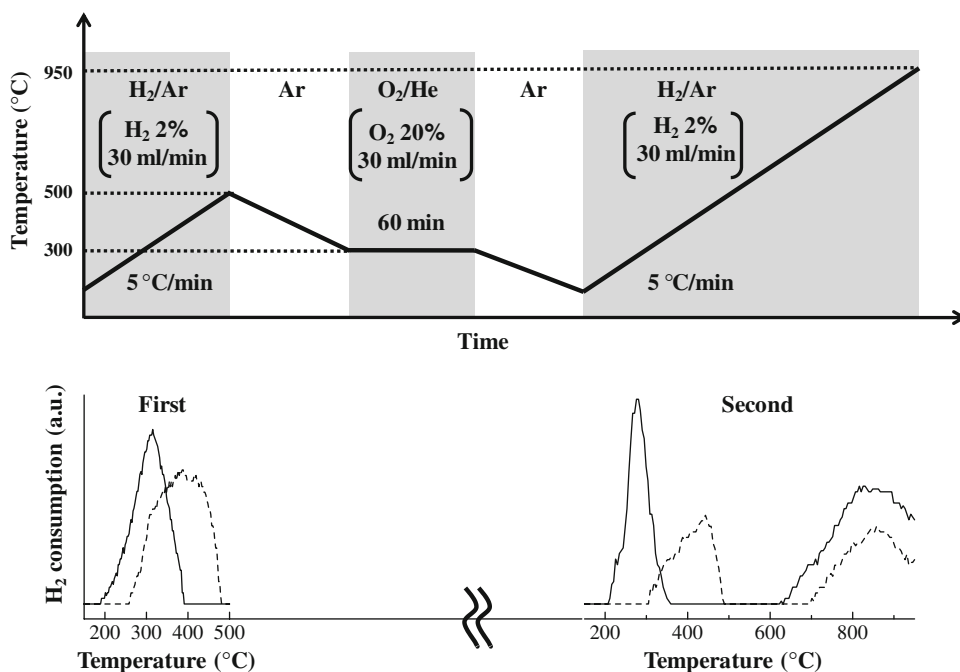 Temperature (°C)
950
500
300
H₂/Ar
H₂ 2%
30 ml/min
5 °C/min
Ar
O₂/He
O₂ 20%
30 ml/min
60 min
Ar
H₂/Ar
H₂ 2%
30 ml/min
5 °C/min
Time
H₂ consumption (a.u.)
First
Second
200 300 400 500
200 400 600 800
Temperature (°C)
Temperature (°C)